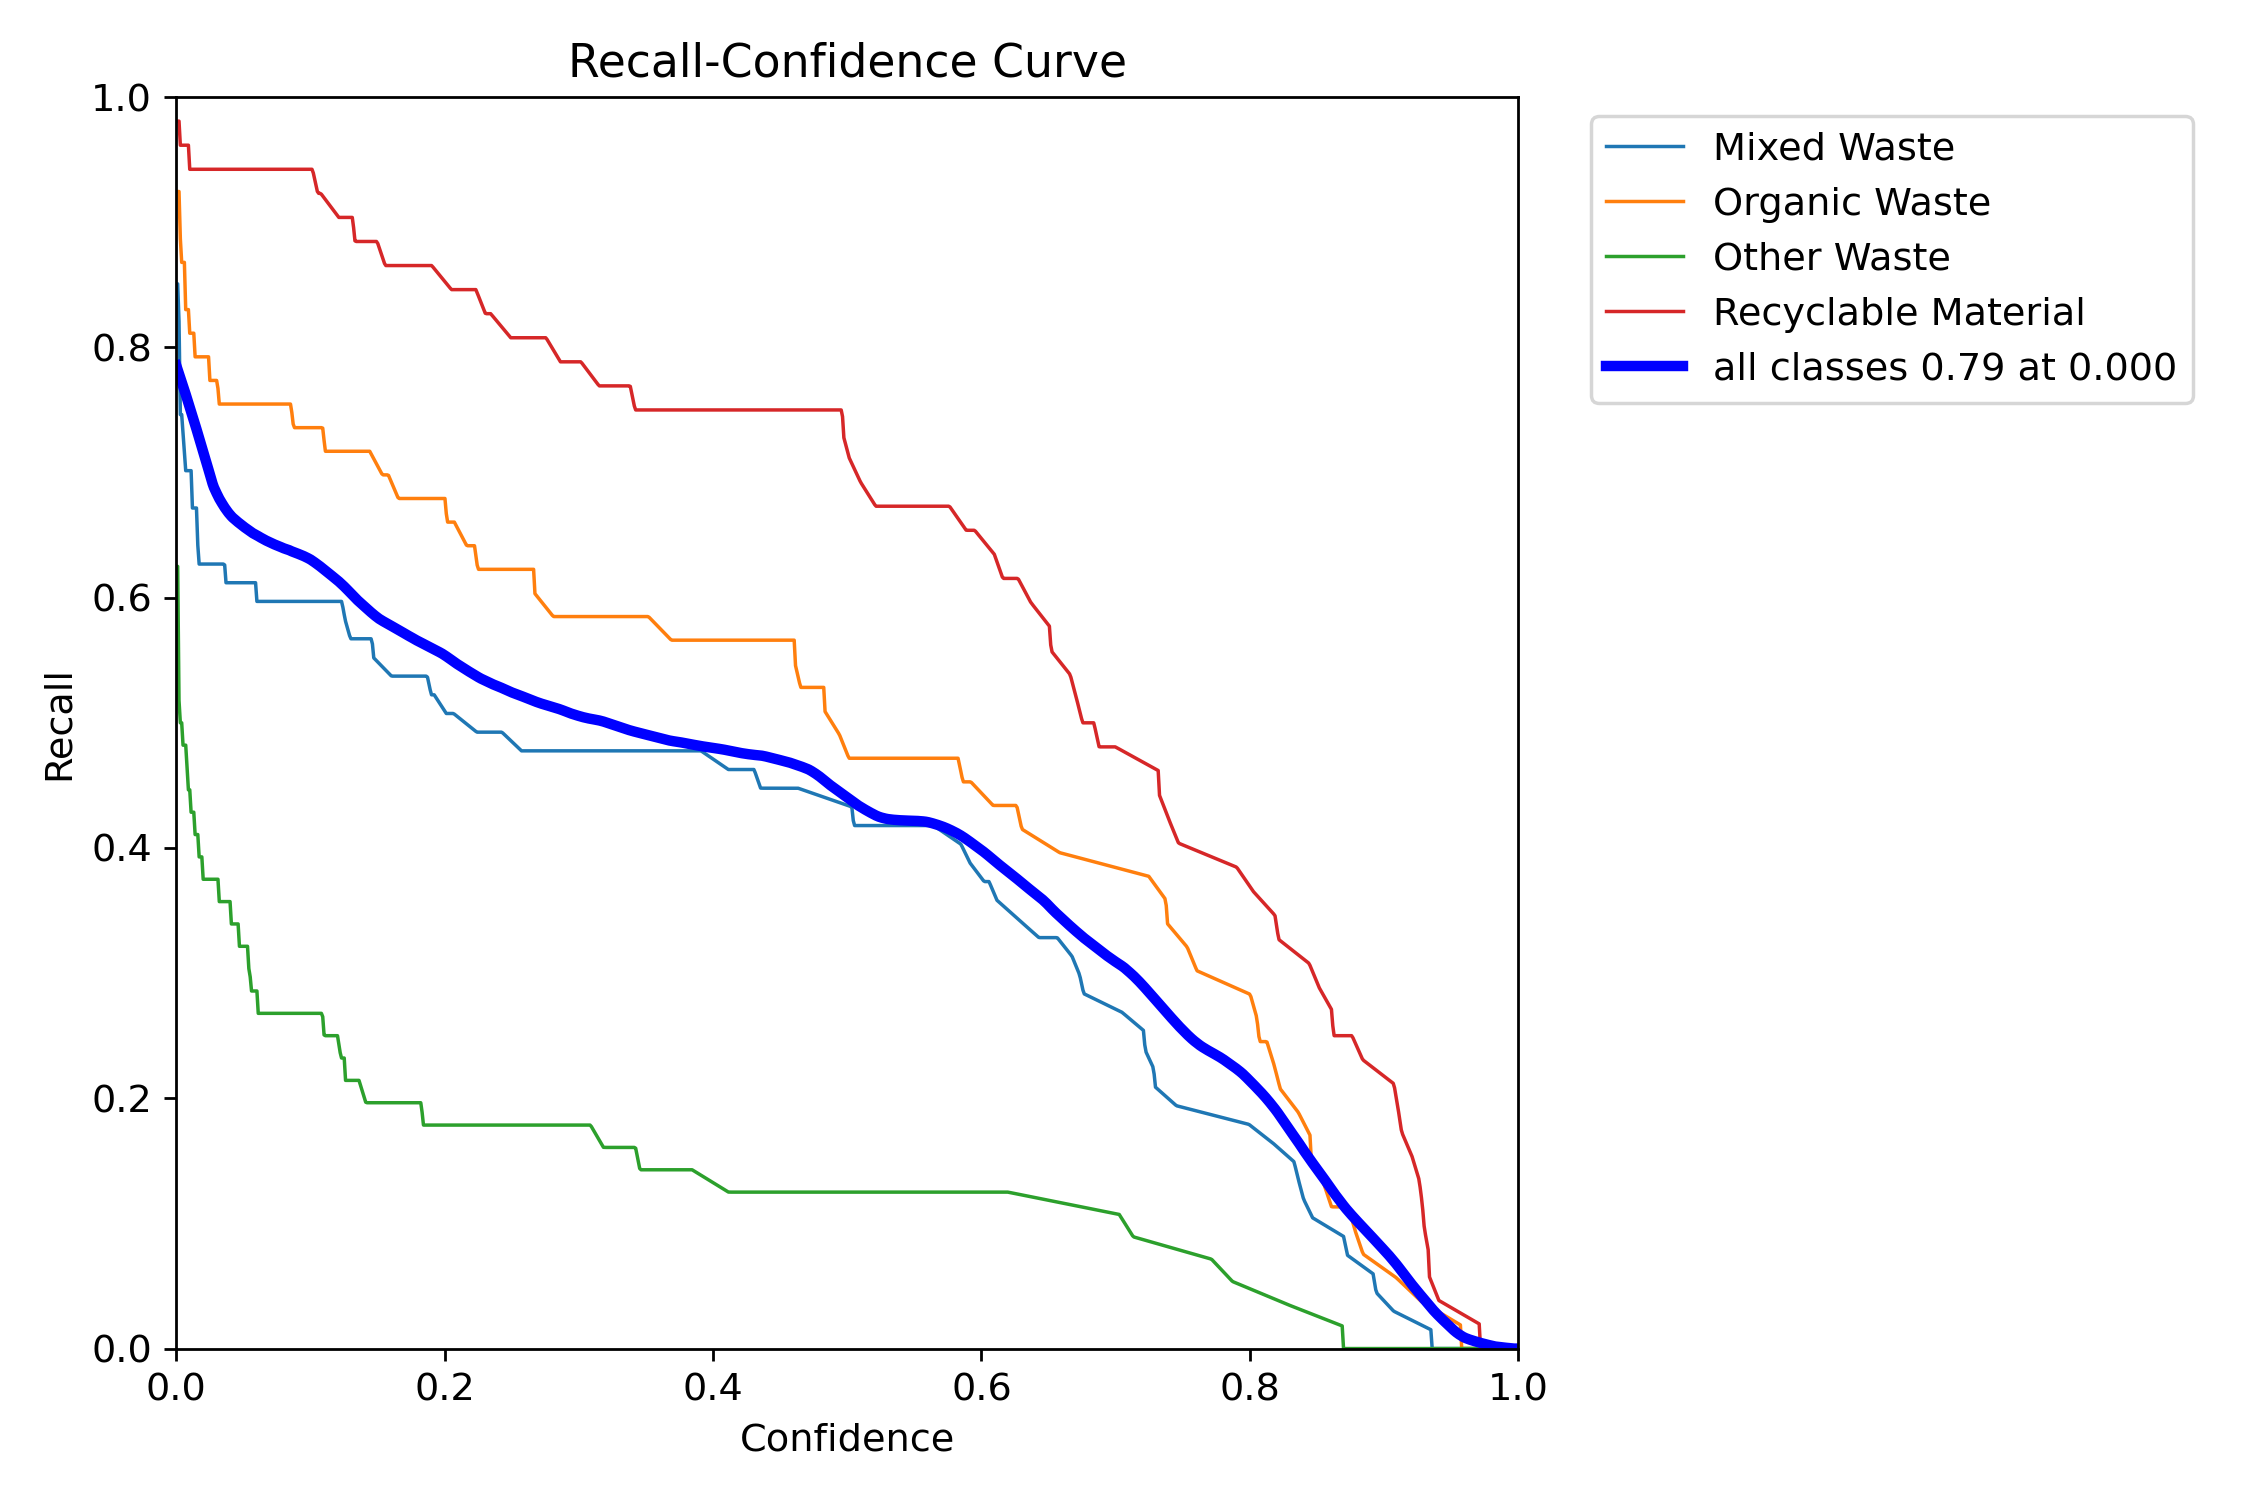 Recall-Confidence Curve
1.0
0.8
0.6
0.4
0.2
0.0
Recall
0.0 0.2 0.4 0.6 0.8 1.0
Confidence
Mixed Waste
Organic Waste
Other Waste
Recyclable Material
all classes 0.79 at 0.000